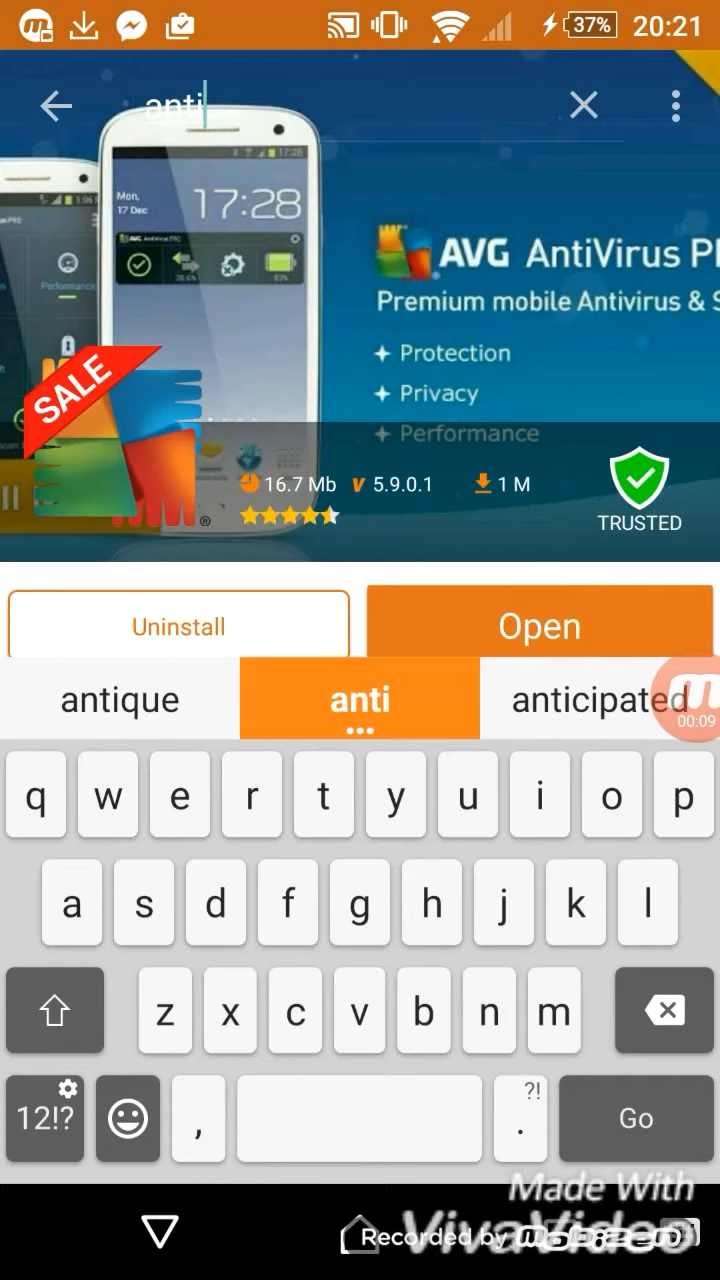 37% 20:21
anti
Mon,
17 Dec
17:28
AVG AntiVirus
Premium mobile Antivirus &
Protection
Privacy
Performance
SALE
16.7 Mb v 5.9.0.1 1 M
TRUSTED
Uninstall Open
antique anti anticipated
00:09
q w e r t y u i o p
a s d f g h j k l
z x c v b n m
?!
12!? , . Go
Made With
VivaVideo
Recorded by